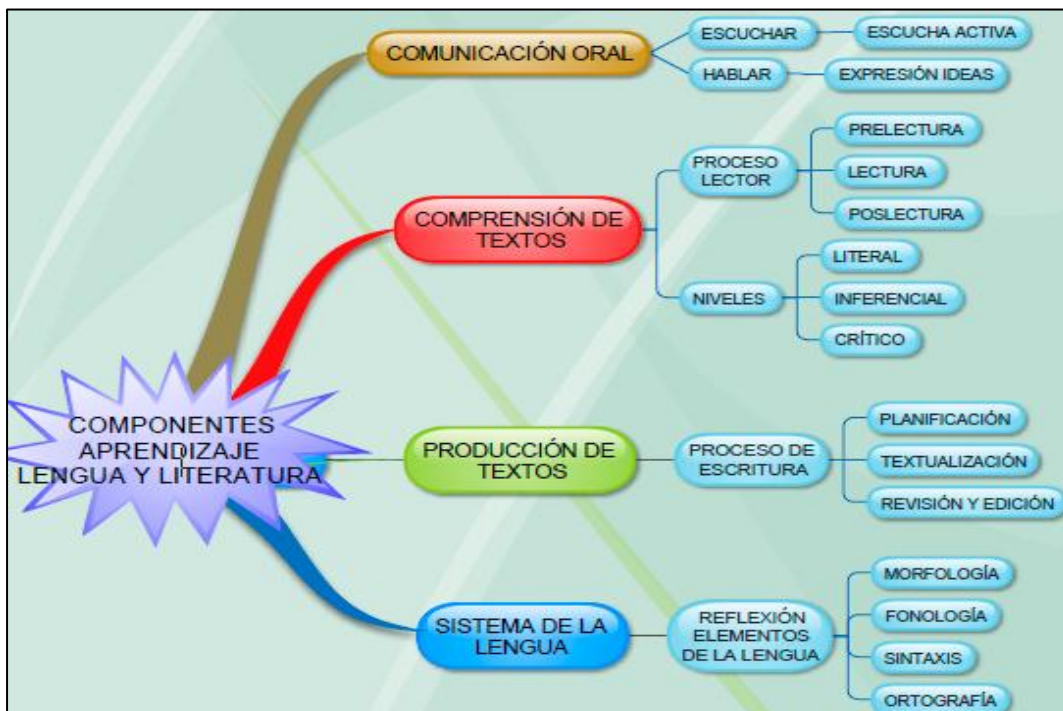 COMPONENTES
APRENDIZAJE
LENGUA Y LITERATURA
COMUNICACIÓN ORAL
ESCUCHAR
ESCUCHA ACTIVA
HABLAR
EXPRESIÓN IDEAS
COMPRENSIÓN DE
TEXTOS
PROCESO
LECTOR
PRELECTURA
LECTURA
POSLECTURA
NIVELES
LITERAL
INFERENCIAL
CRÍTICO
PRODUCCIÓN DE
TEXTOS
PROCESO DE
ESCRITURA
PLANIFICACIÓN
TEXTUALIZACIÓN
REVISIÓN Y EDICIÓN
SISTEMA DE LA
LENGUA
REFLEXIÓN
ELEMENTOS
DE LA LENGUA
MORFOLOGÍA
FONOLOGÍA
SINTAXIS
ORTOGRAFÍA